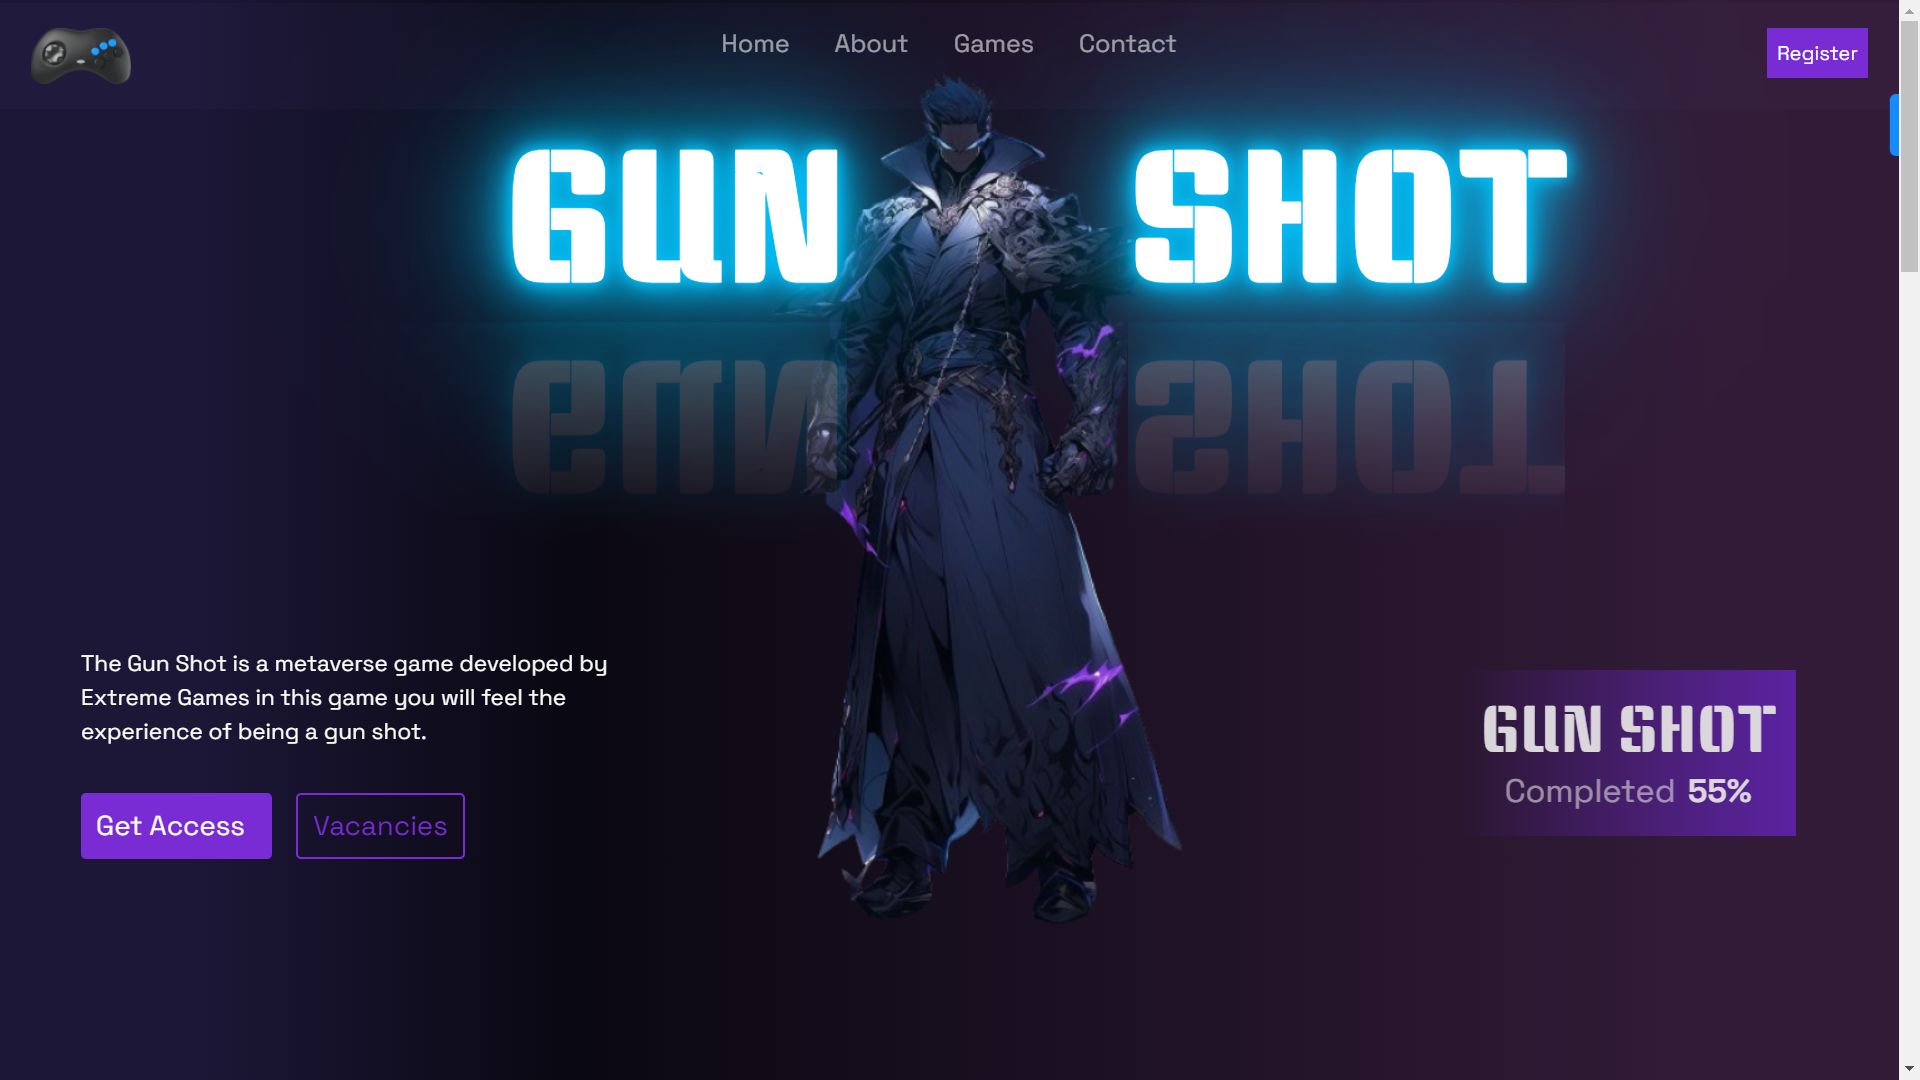 Home About Games Contact
Register
GUN SHOT
The Gun Shot is a metaverse game developed by
Extreme Games in this game you will feel the
experience of being a gun shot.
Get Access Vacancies
GUN SHOT
Completed 55%